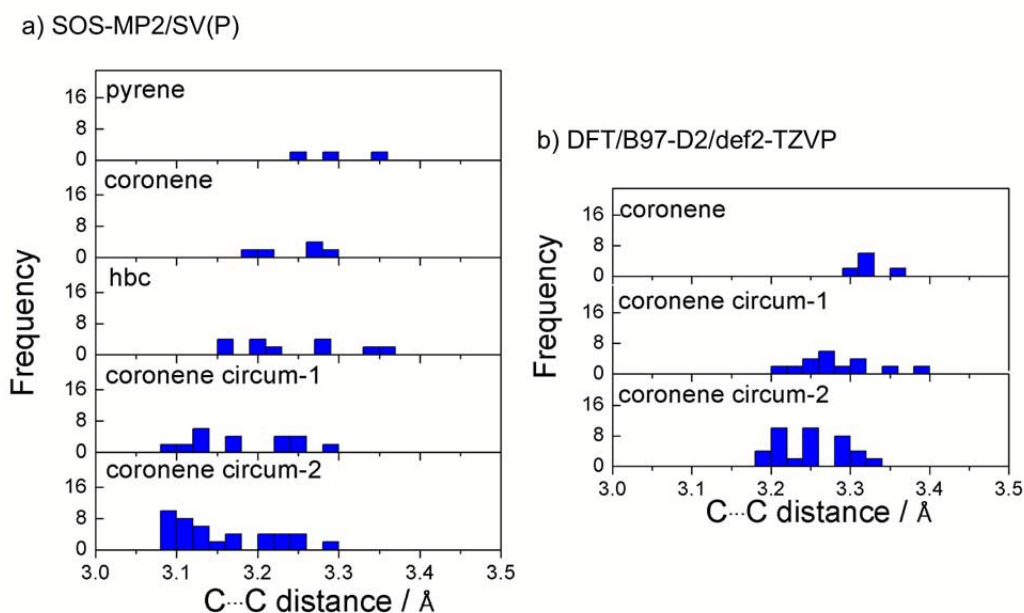 a) SOS-MP2/SV(P)
pyrene
16
8
0
coronene
16
8
0
hbc
16
8
0
coronene circum-1
16
8
0
coronene circum-2
16
8
0
3.0 3.1 3.2 3.3 3.4 3.5
Frequency
C···C distance / Å
b) DFT/B97-D2/def2-TZVP
coronene
16
8
0
coronene circum-1
16
8
0
coronene circum-2
16
8
0
3.0 3.1 3.2 3.3 3.4 3.5
Frequency
C···C distance / Å